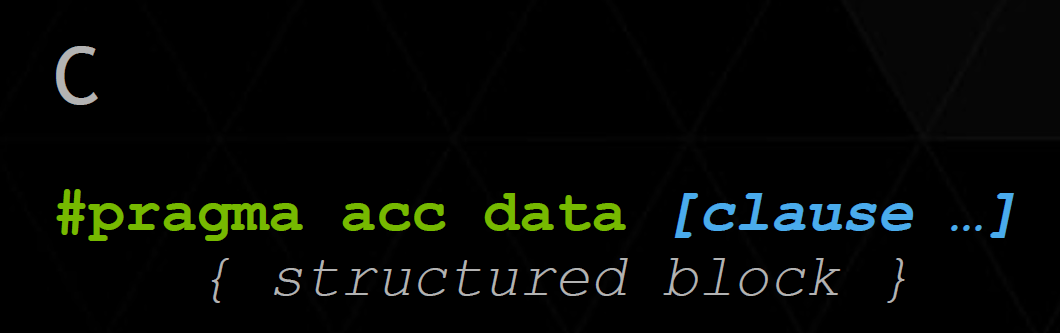 C
#pragma acc data [clause …]
{ structured block }